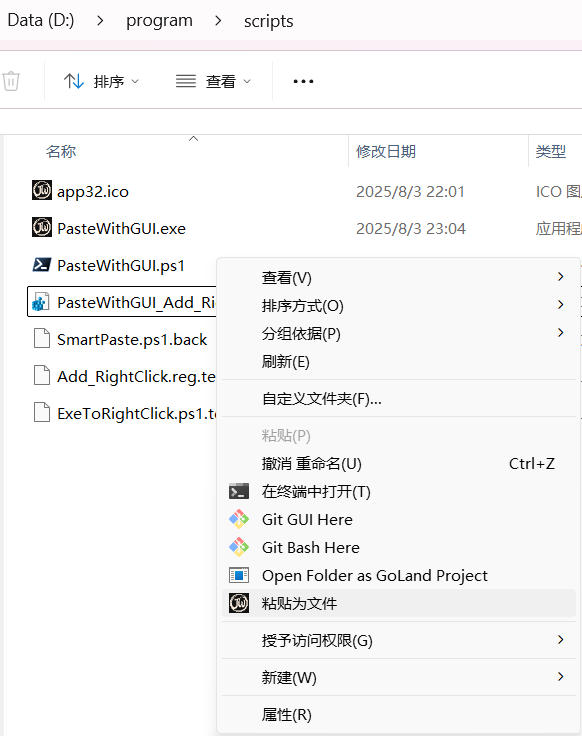 Data (D:) > program > scripts
排序 查看 •••
名称 修改日期 类型
app32.ico 2025/8/3 22:01 ICO 图
PasteWithGUI.exe 2025/8/3 23:04 应用程
PasteWithGUI.ps1
PasteWithGUI_Add_Ri
SmartPaste.ps1.back
Add_RightClick.reg.te
ExeToRightClick.ps1.te
查看(V)
排序方式(O)
分组依据(P)
刷新(E)
自定义文件夹(F)...
粘贴(P)
撤消 重命名(U) Ctrl+Z
在终端中打开(T)
Git GUI Here
Git Bash Here
Open Folder as GoLand Project
粘贴为文件
授予访问权限(G)
新建(W)
属性(R)